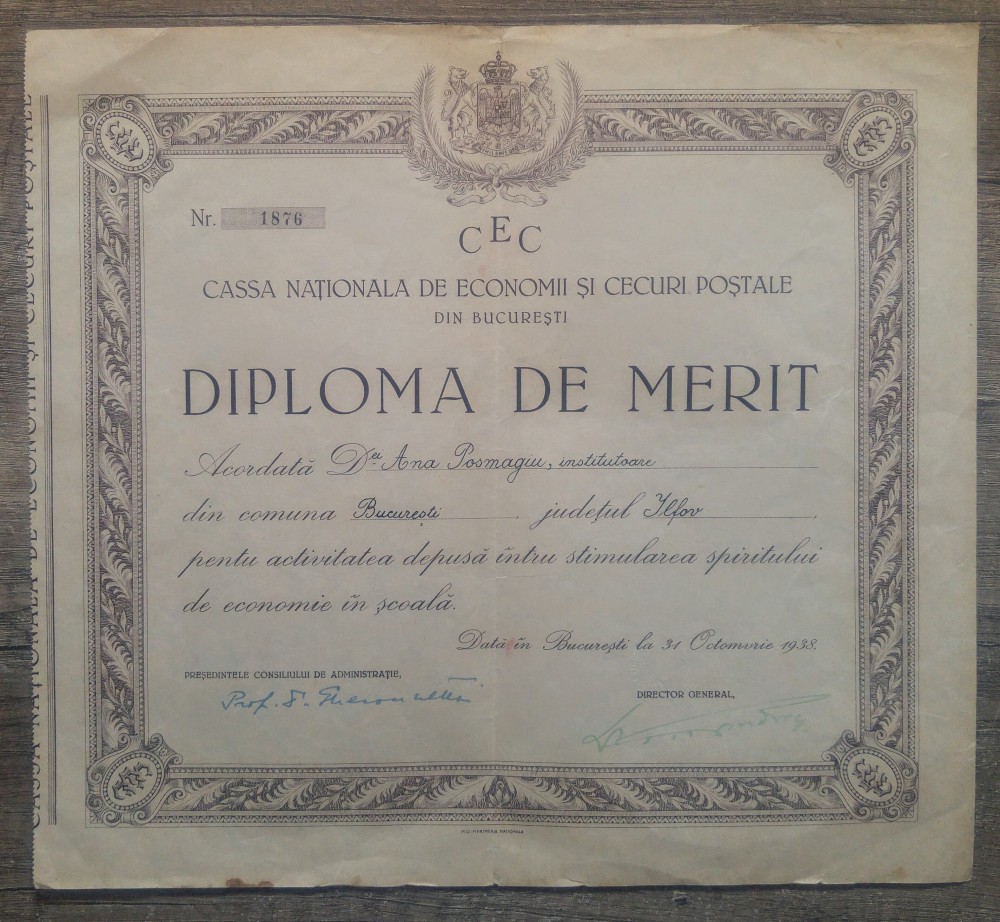 Nr. 1876
CEC
CASSA NAȚIONALA DE ECONOMII ȘI CECURI POȘTALE
DIN BUCUREȘTI
DIPLOMA DE MERIT
Acordată D^ei Ana Posmagiu, institutoare
din comuna București județul Ilfov
pentu activitatea depusă întru stimularea spiritului
de economie în școală.
Dată în București la 31 Octomvrie 1938.
PREȘEDINTELE CONSILIULUI DE ADMINISTRAȚIE,
Prof.
DIRECTOR GENERAL,
CASSA NAȚIONALA DE ECONOMII ȘI CECURI POȘTALE